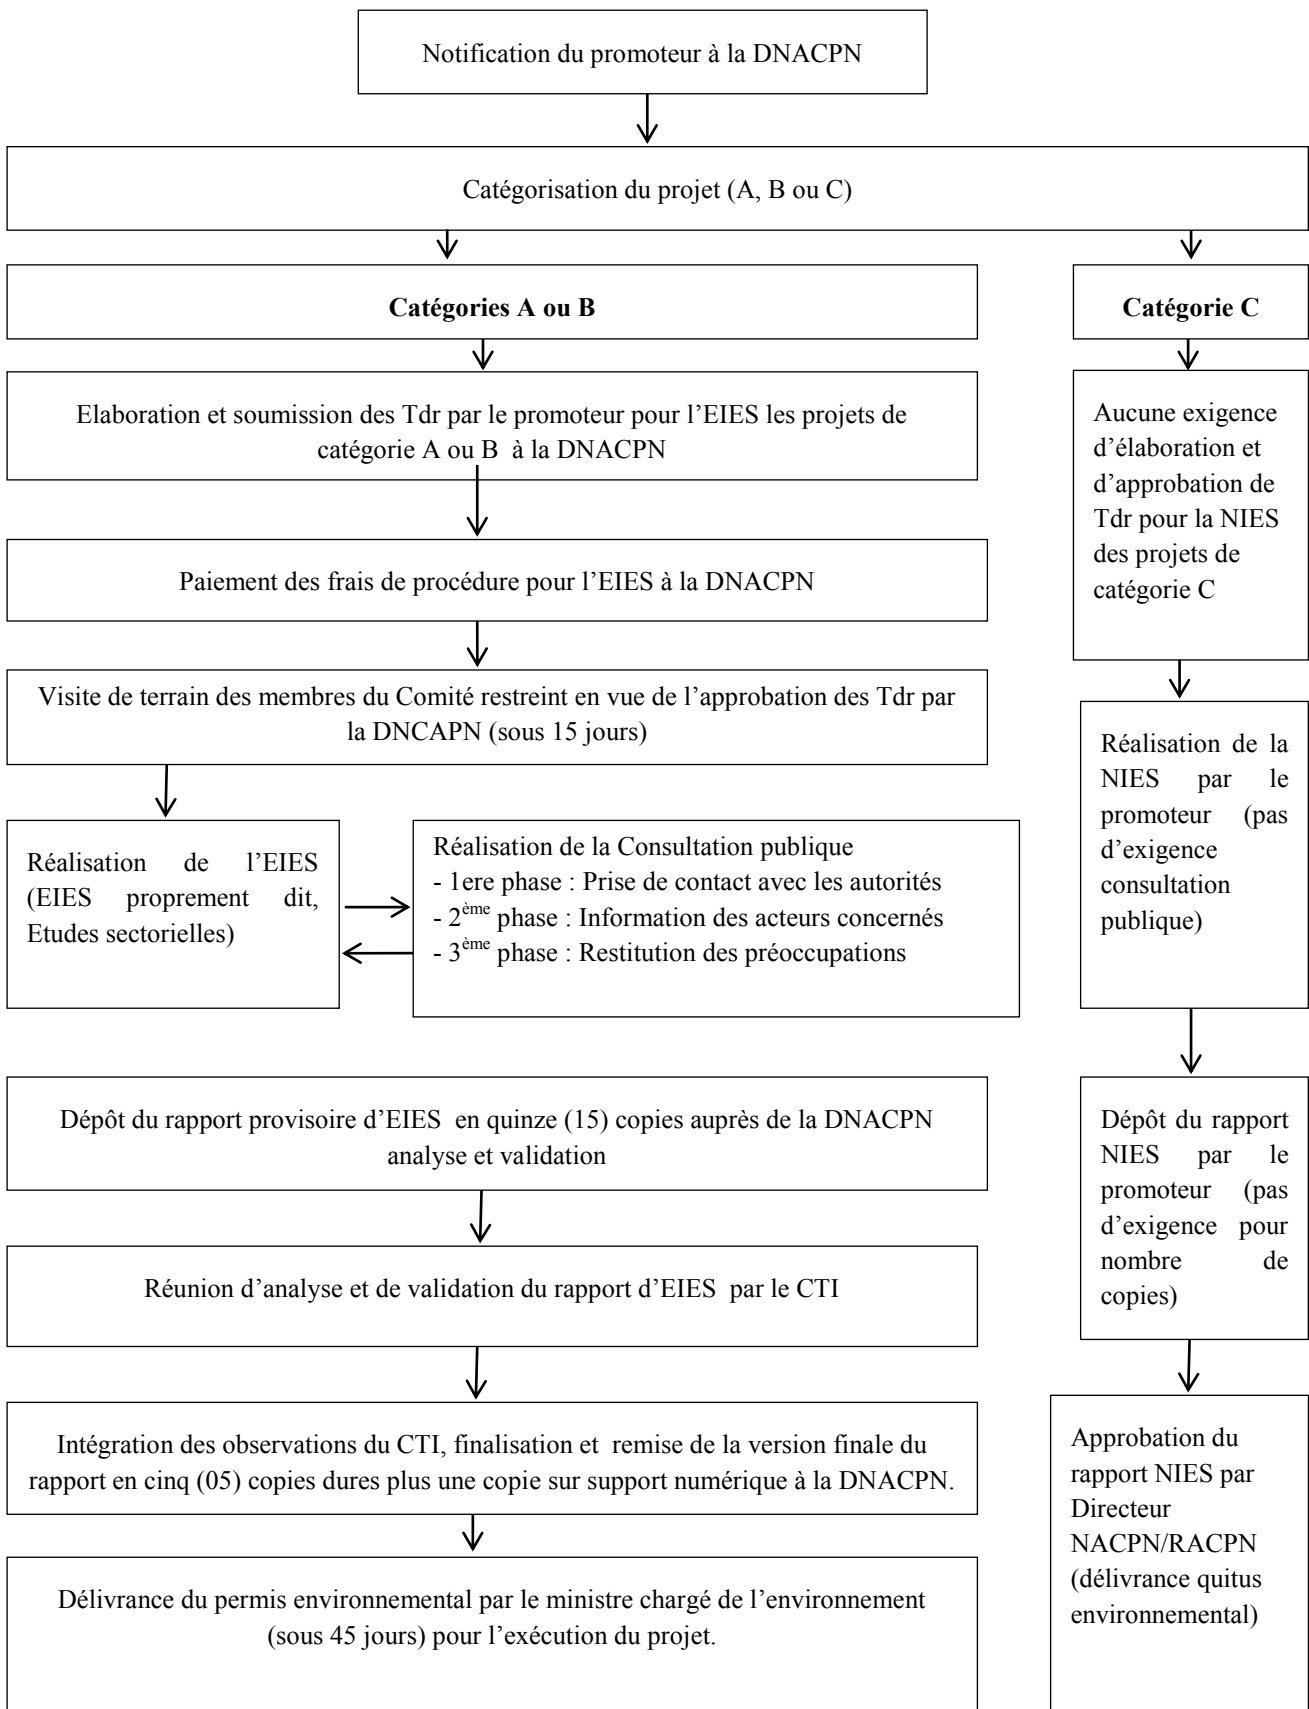 Notification du promoteur à la DNACPN
Catégorisation du projet (A, B ou C)
Catégories A ou B
Elaboration et soumission des Tdr par le promoteur pour l’EIES les projets de
catégorie A ou B à la DNACPN
Paiement des frais de procédure pour l’EIES à la DNACPN
Visite de terrain des membres du Comité restreint en vue de l’approbation des Tdr par
la DNCAPN (sous 15 jours)
Réalisation de l’EIES
(EIES proprement dit,
Etudes sectorielles)
Réalisation de la Consultation publique
- 1ere phase : Prise de contact avec les autorités
- 2ème phase : Information des acteurs concernés
- 3ème phase : Restitution des préoccupations
Dépôt du rapport provisoire d’EIES en quinze (15) copies auprès de la DNACPN
analyse et validation
Réunion d’analyse et de validation du rapport d’EIES par le CTI
Intégration des observations du CTI, finalisation et remise de la version finale du
rapport en cinq (05) copies dures plus une copie sur support numérique à la DNACPN.
Délivrance du permis environnemental par le ministre chargé de l’environnement
(sous 45 jours) pour l’exécution du projet.
Catégorie C
Aucune exigence
d’élaboration et
d’approbation de
Tdr pour la NIES
des projets de
catégorie C
Réalisation de la
NIES par le
promoteur (pas
d’exigence
consultation
publique)
Dépôt du rapport
NIES par le
promoteur (pas
d’exigence pour
nombre de
copies)
Approbation du
rapport NIES par
Directeur
NACPN/RACPN
(délivrance quitus
environnemental)